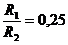 R₁/R₂ = 0,25